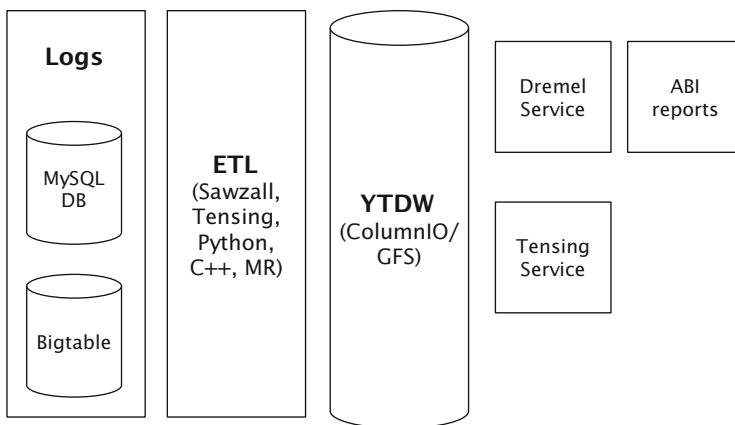 Logs
MySQL
DB
Bigtable
ETL
(Sawzall,
Tensing,
Python,
C++, MR)
YTDW
(ColumnIO/
GFS)
Dremel
Service
ABI
reports
Tensing
Service